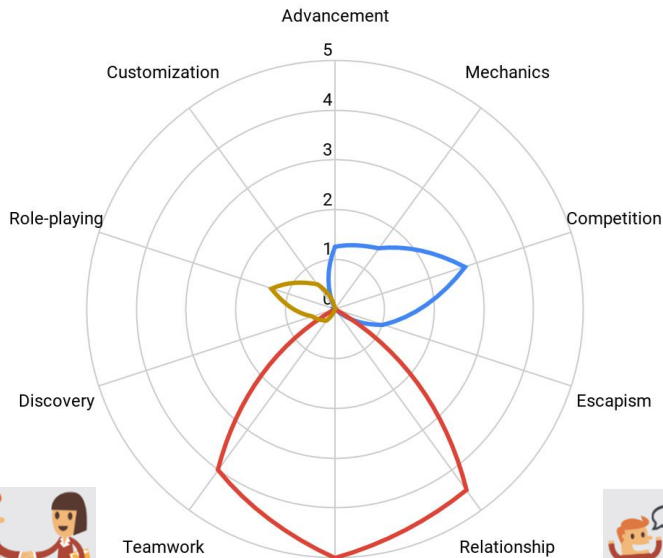 Advancement
Customization
Mechanics
Role-playing
Competition
5
4
3
2
1
0
Discovery
Escapism
Teamwork
Relationship